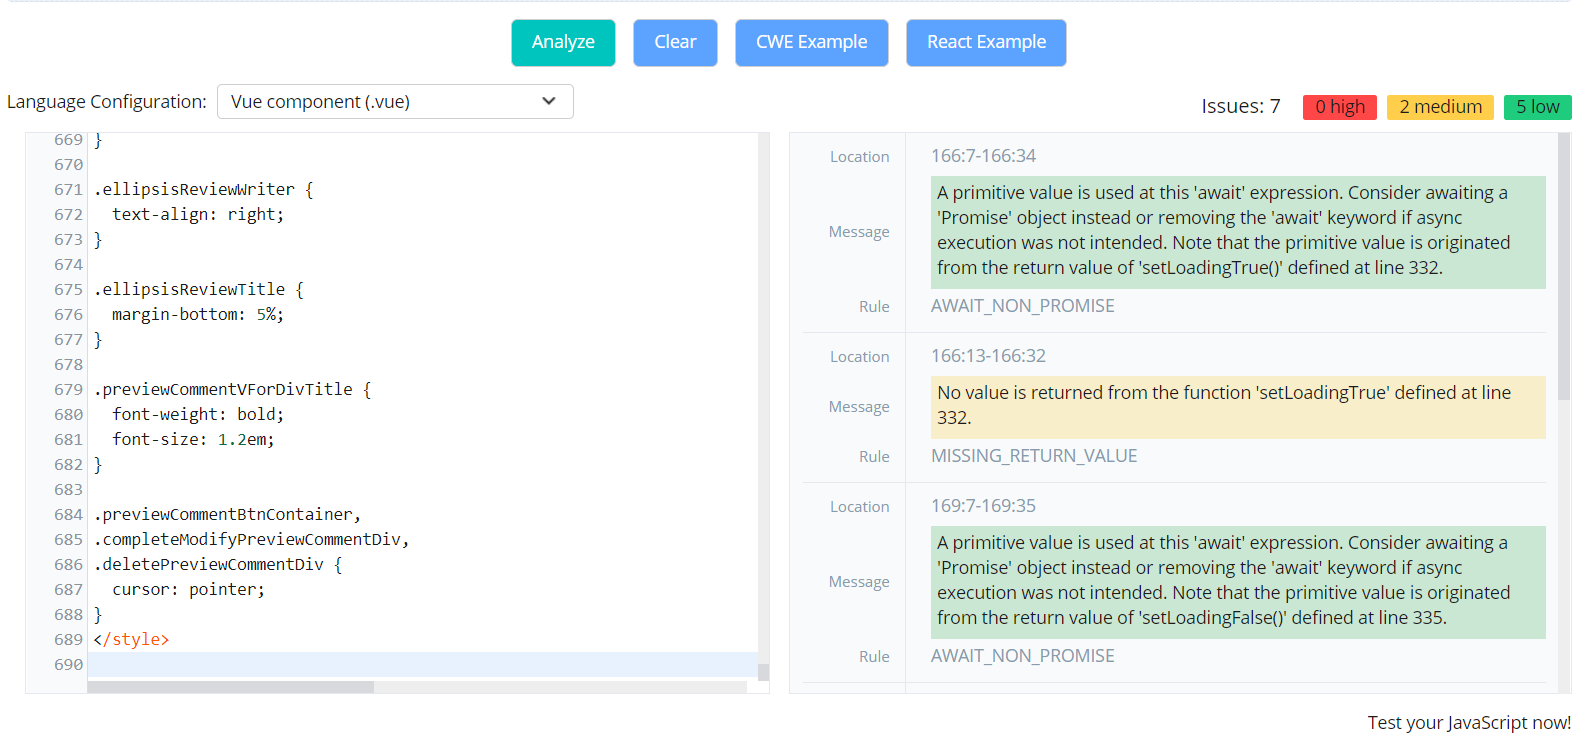 Analyze Clear CWE Example React Example
Language Configuration: Vue component (.vue)
Issues: 7 0 high 2 medium 5 low
669 }
670
671 .ellipsisReviewWriter {
672 text-align: right;
673 }
674
675 .ellipsisReviewTitle {
676 margin-bottom: 5%;
677 }
678
679 .previewCommentVForDivTitle {
680 font-weight: bold;
681 font-size: 1.2em;
682 }
683
684 .previewCommentBtnContainer,
685 .completeModifyPreviewCommentDiv,
686 .deletePreviewCommentDiv {
687 cursor: pointer;
688 }
689 </style>
690
Location 166:7-166:34
Message
A primitive value is used at this 'await' expression. Consider awaiting a
'Promise' object instead or removing the 'await' keyword if async
execution was not intended. Note that the primitive value is originated
from the return value of 'setLoadingTrue()' defined at line 332.
Rule AWAIT_NON_PROMISE
Location 166:13-166:32
Message
No value is returned from the function 'setLoadingTrue' defined at line
332.
Rule MISSING_RETURN_VALUE
Location 169:7-169:35
Message
A primitive value is used at this 'await' expression. Consider awaiting a
'Promise' object instead or removing the 'await' keyword if async
execution was not intended. Note that the primitive value is originated
from the return value of 'setLoadingFalse()' defined at line 335.
Rule AWAIT_NON_PROMISE
Test your JavaScript now!